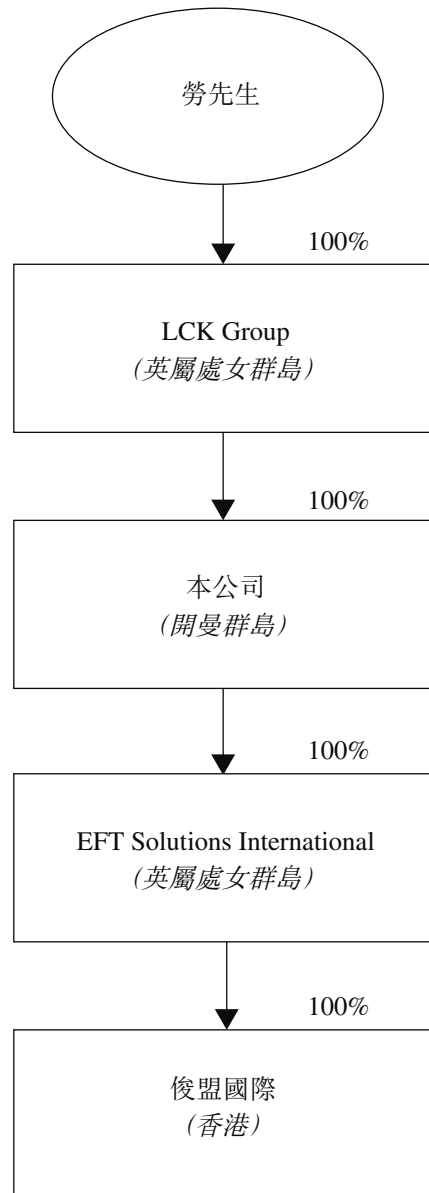 勞先生
100%
LCK Group
(英屬處女群島)
100%
本公司
(開曼群島)
100%
EFT Solutions International
(英屬處女群島)
100%
俊盟國際
(香港)